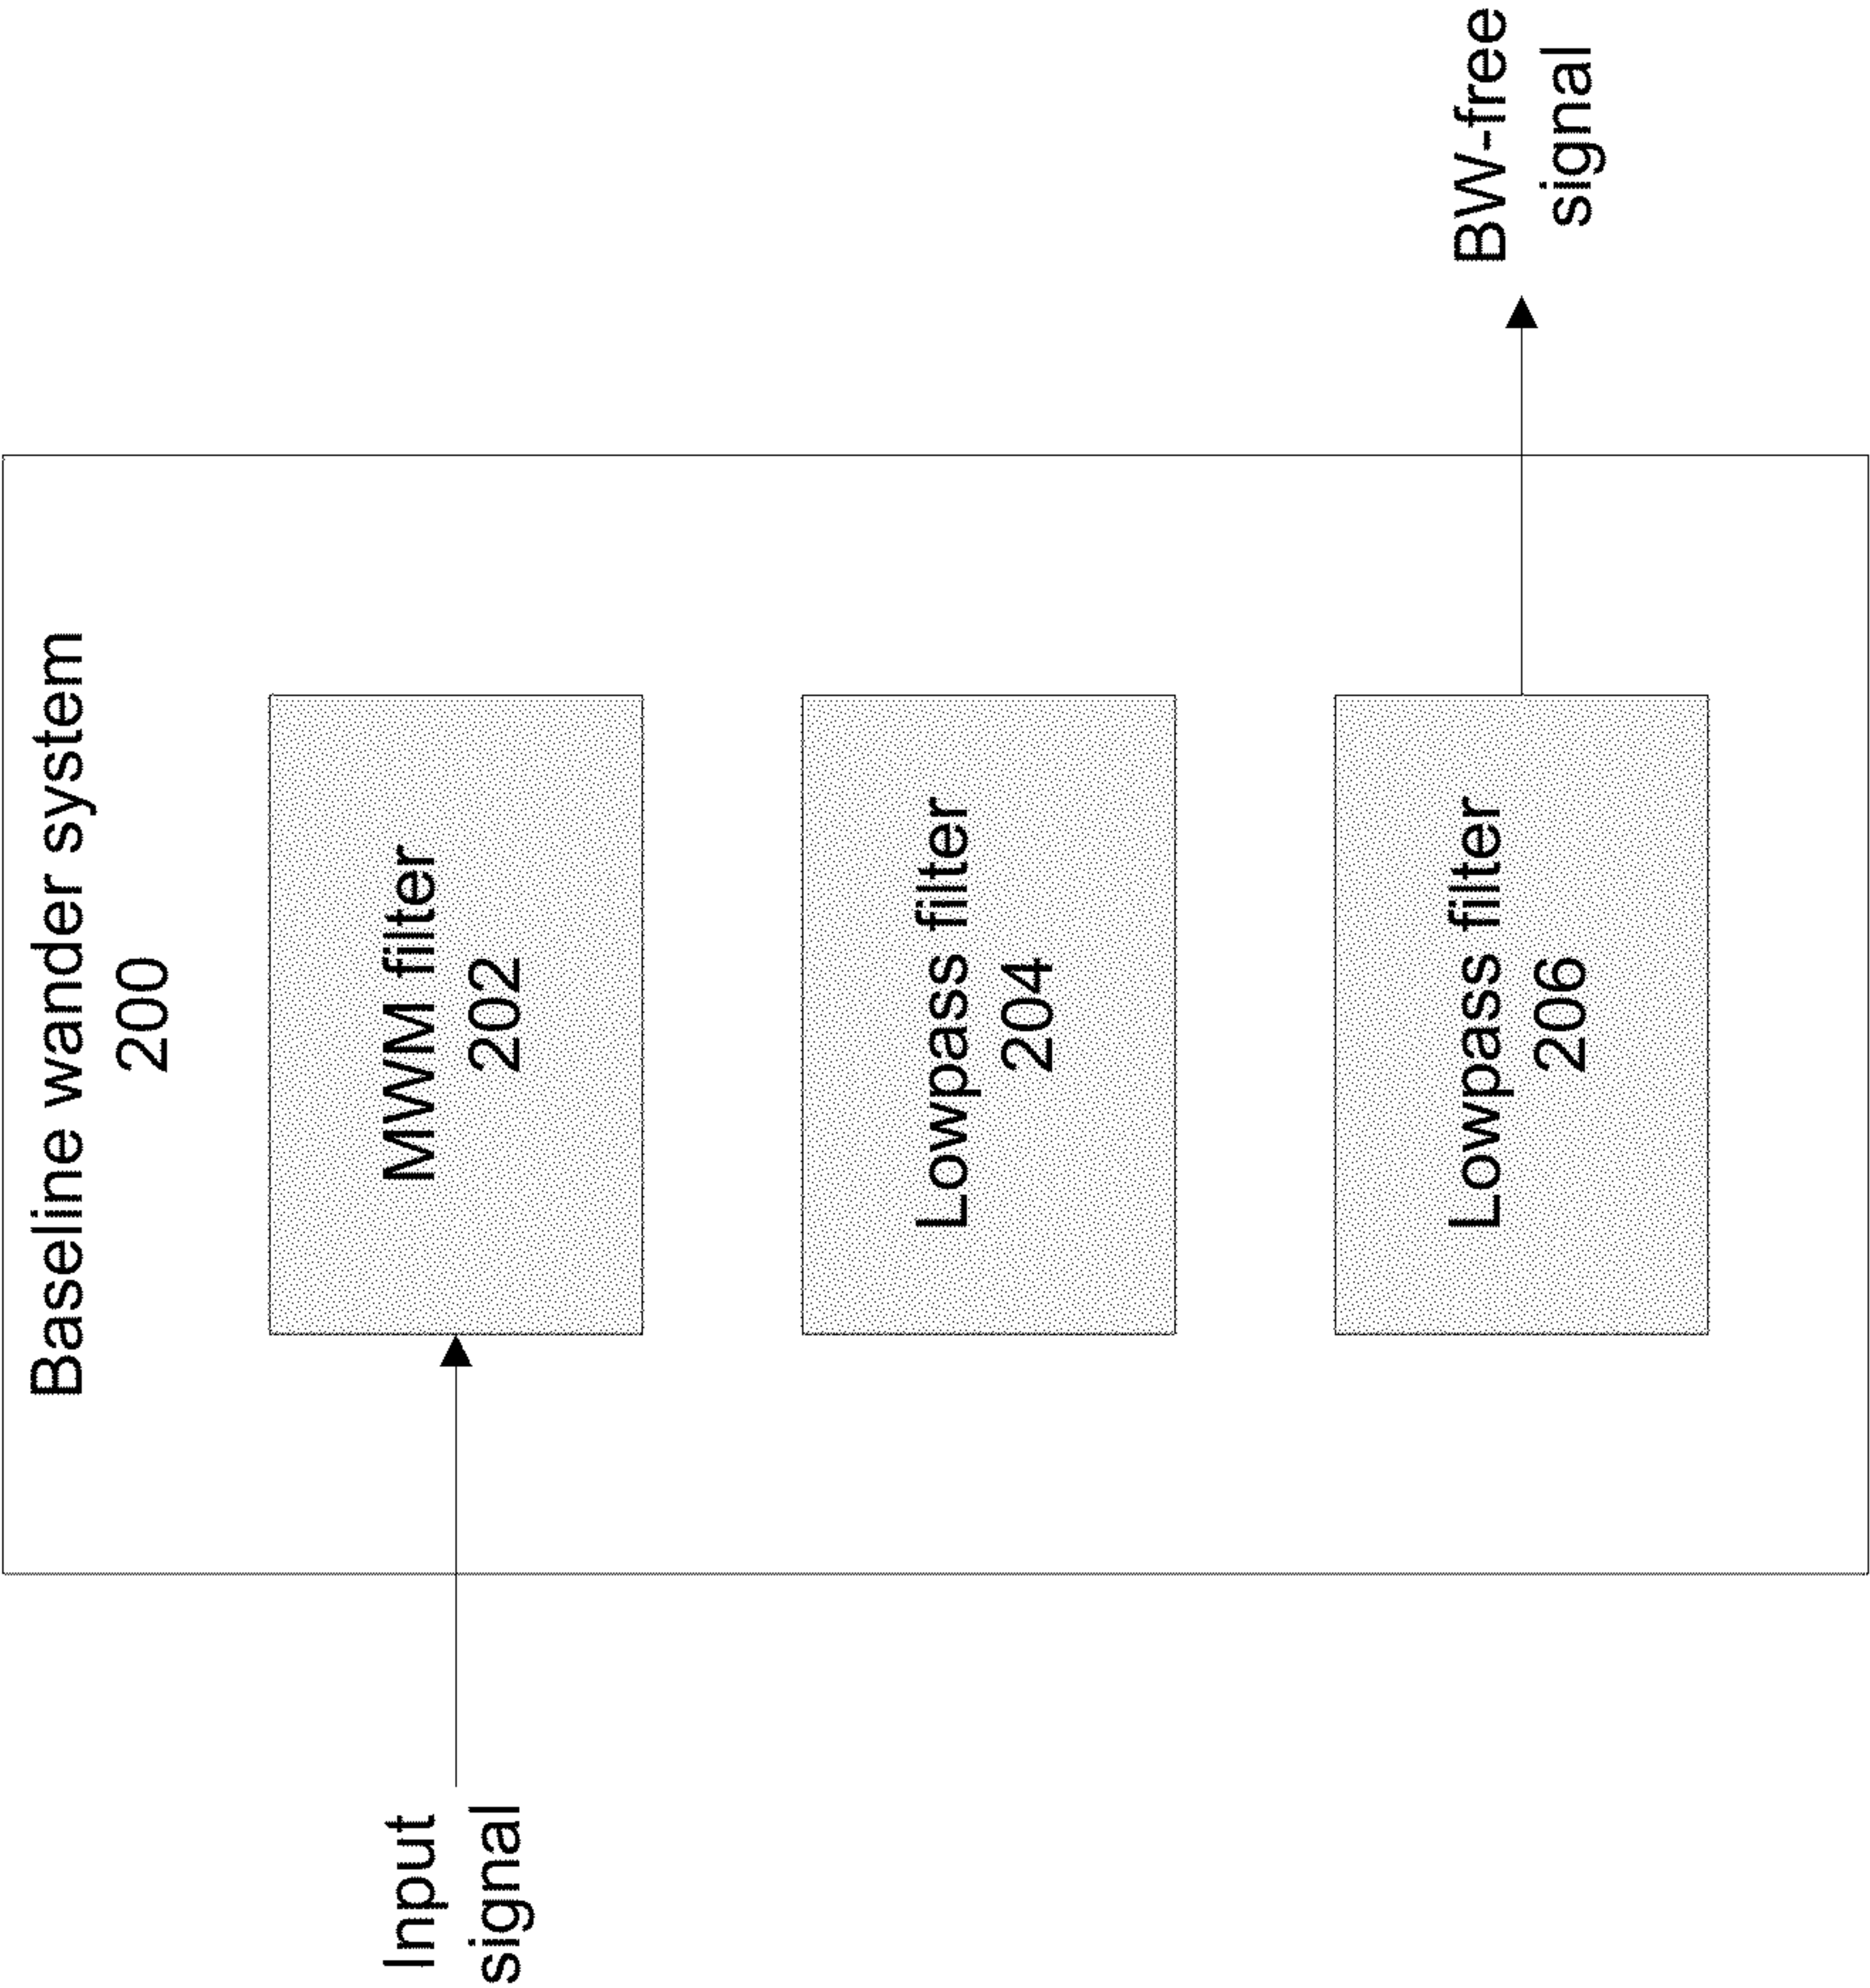 Baseline wander system
200
Input
signal
MWM filter
202
Lowpass filter
204
Lowpass filter
206
BW-free
signal